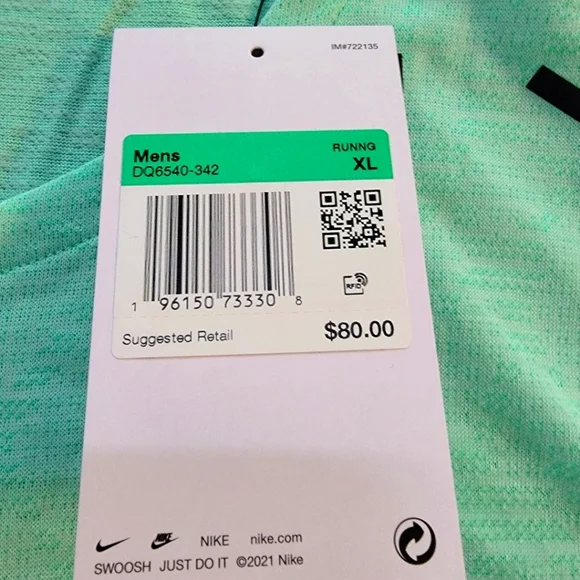 IM#722135
Mens RUNNG
DQ6540-342 XL
1 96150 73330 8
RFID
Suggested Retail $80.00
NIKE nike.com
SWOOSH JUST DO IT ©2021 Nike